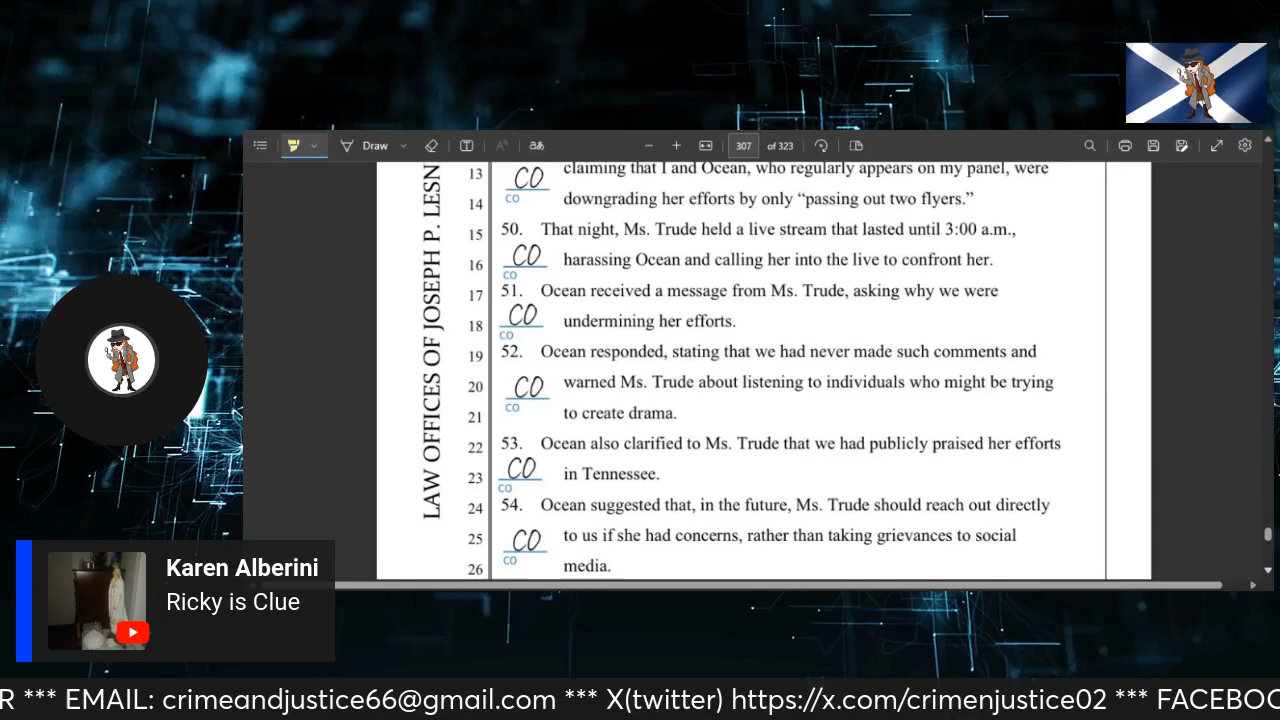 Draw
307 of 323
LAW OFFICES OF JOSEPH P. LESN
13 CO claiming that I and Ocean, who regularly appears on my panel, were
CO
14 downgrading her efforts by only “passing out two flyers.”
15 50. That night, Ms. Trude held a live stream that lasted until 3:00 a.m.,
16 CO harassing Ocean and calling her into the live to confront her.
CO
17 51. Ocean received a message from Ms. Trude, asking why we were
18 CO undermining her efforts.
CO
19 52. Ocean responded, stating that we had never made such comments and
20 CO warned Ms. Trude about listening to individuals who might be trying
CO
21 to create drama.
22 53. Ocean also clarified to Ms. Trude that we had publicly praised her efforts
23 CO in Tennessee.
CO
24 54. Ocean suggested that, in the future, Ms. Trude should reach out directly
25 CO to us if she had concerns, rather than taking grievances to social
CO
26 media.
Karen Alberini
Ricky is Clue
R *** EMAIL: crimeandjustice66@gmail.com *** X(twitter) https://x.com/crimenjustice02 *** FACEBOO